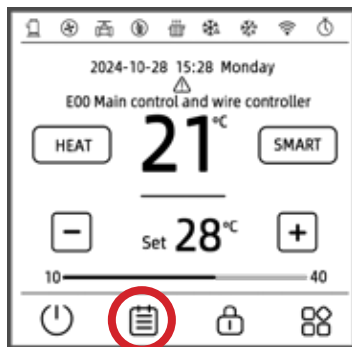 2024-10-28 15:28 Monday
E00 Main control and wire controller
HEAT
21°C
SMART
−
Set 28°C
+
10
40